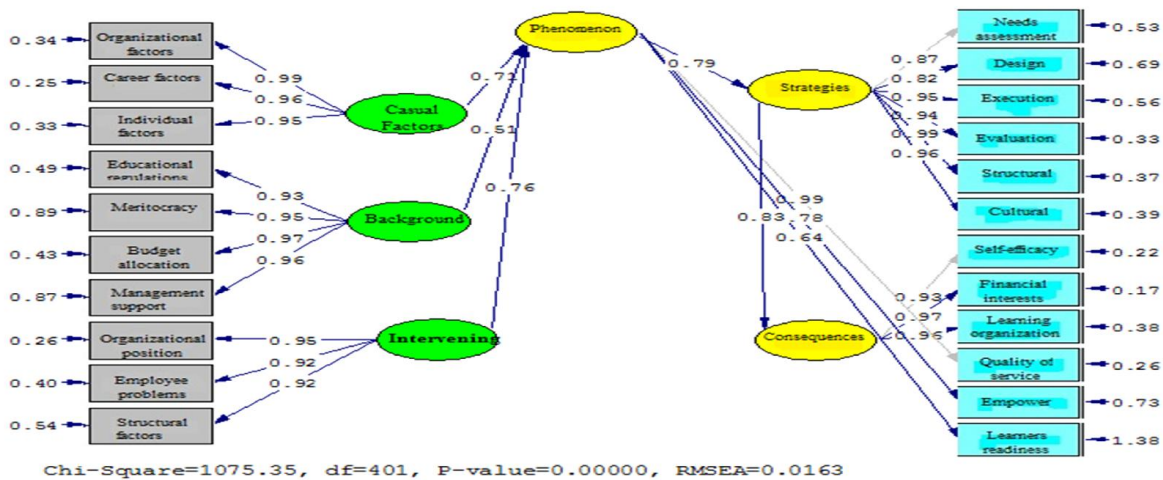 0.34
Organizational
factors
0.25
Career factors
0.33
Individual
factors
0.49
Educational
regulations
0.89
Meritocracy
0.43
Budget
allocation
0.87
Management
support
0.26
Organizational
position
0.40
Employee
problems
0.54
Structural
factors
0.99
0.96
0.95
Casual
Factors
0.93
0.95
0.97
0.96
Background
0.95
0.92
0.92
Intervening
0.71
0.51
0.76
Phenomenon
0.79
Strategies
0.83
0.99
0.78
0.64
Consequences
0.87
0.82
0.95
0.94
0.99
0.96
0.93
0.97
0.96
Needs
assessment
0.53
Design
0.69
Execution
0.56
Evaluation
0.33
Structural
0.37
Cultural
0.39
Self-efficacy
0.22
Financial
interests
0.17
Learning
organization
0.38
Quality of
service
0.26
Empower
0.73
Learners
readiness
1.38
Chi-Square=1075.35, df=401, P-value=0.00000, RMSEA=0.0163